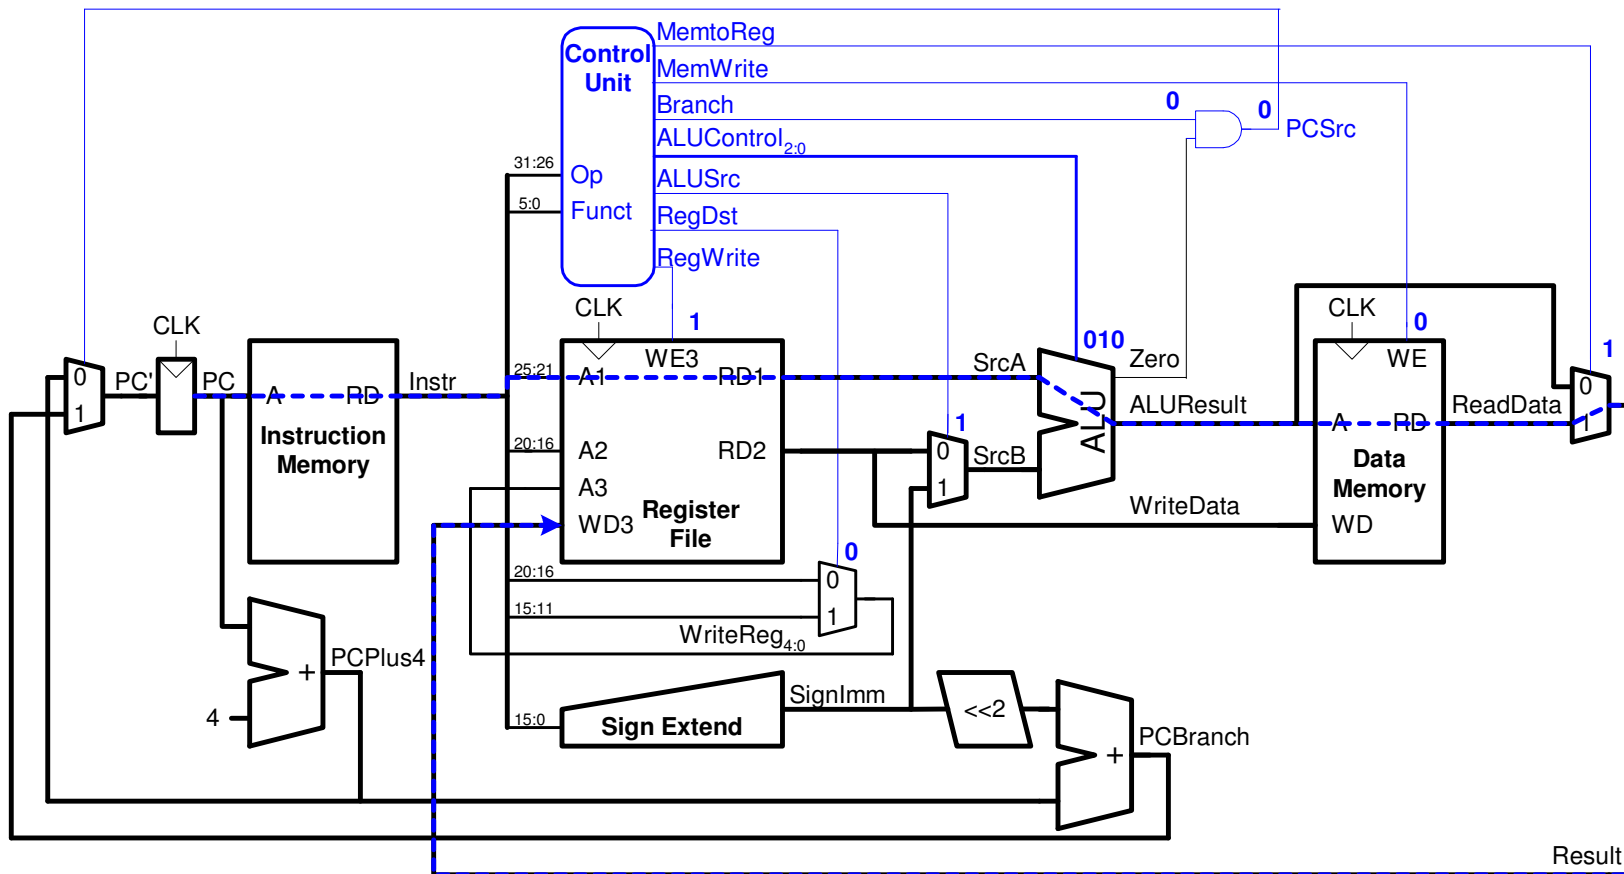 MemtoReg
Control
Unit
MemWrite
Branch
0
0
PCSrc
ALUControl2:0
31:26
Op
ALUSrc
5:0
Funct
RegDst
RegWrite
CLK
CLK
CLK
1
0
010
1
WE3
WE
Zero
SrcA
0
PC'
PC
Instr
25:21
A1
RD1
0
1
A
RD
ALU
ALUResult
A
RD
ReadData
1
1
Instruction
Memory
20:16
A2
RD2
0
SrcB
Data
Memory
A3
1
Register
File
WD3
WriteData
WD
0
20:16
0
15:11
1
WriteReg4:0
PCPlus4
+
4
SignImm
15:0
Sign Extend
<<2
PCBranch
+
Result